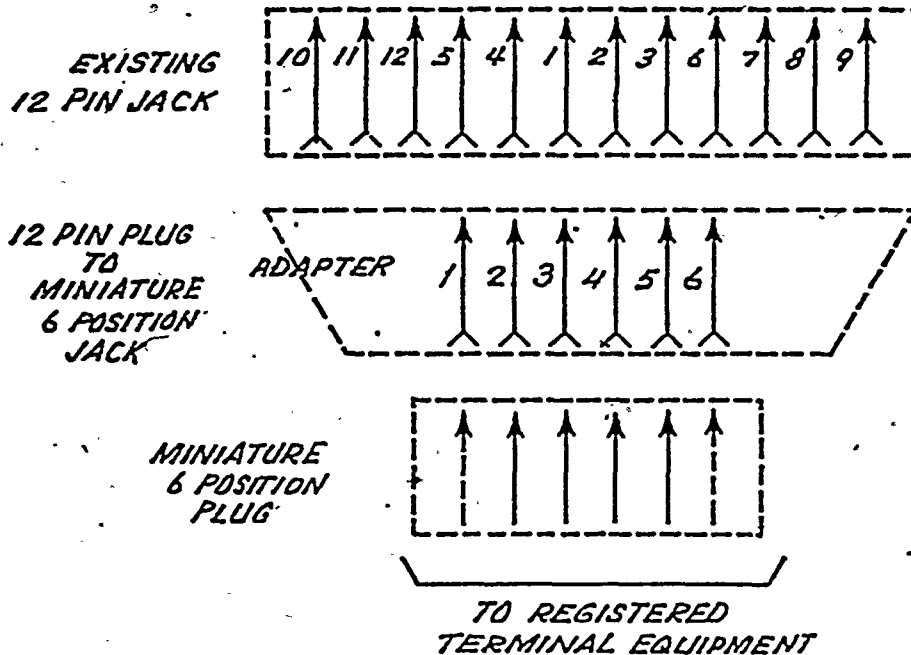 EXISTING
12 PIN JACK
10 11 12 5 4 1 2 3 6 7 8 9
12 PIN PLUG
TO
MINIATURE
6 POSITION
JACK
ADAPTER
1 2 3 4 5 6
MINIATURE
6 POSITION
PLUG
TO REGISTERED
TERMINAL EQUIPMENT